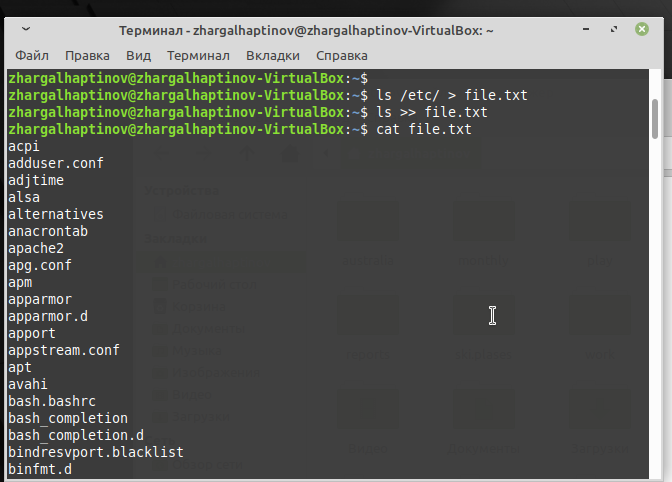 Терминал - zhargalhaptinov@zhargalhaptinov-VirtualBox: ~
Файл Правка Вид Терминал Вкладки Справка
zhargalhaptinov@zhargalhaptinov-VirtualBox:~$
zhargalhaptinov@zhargalhaptinov-VirtualBox:~$ ls /etc/ > file.txt
zhargalhaptinov@zhargalhaptinov-VirtualBox:~$ ls >> file.txt
zhargalhaptinov@zhargalhaptinov-VirtualBox:~$ cat file.txt
acpi
adduser.conf
adjtime
alsa
alternatives
anacrontab
apache2
apg.conf
apm
apparmor
apparmor.d
apport
appstream.conf
apt
avahi
bash.bashrc
bash_completion
bash_completion.d
bindresvport.blacklist
binfmt.d